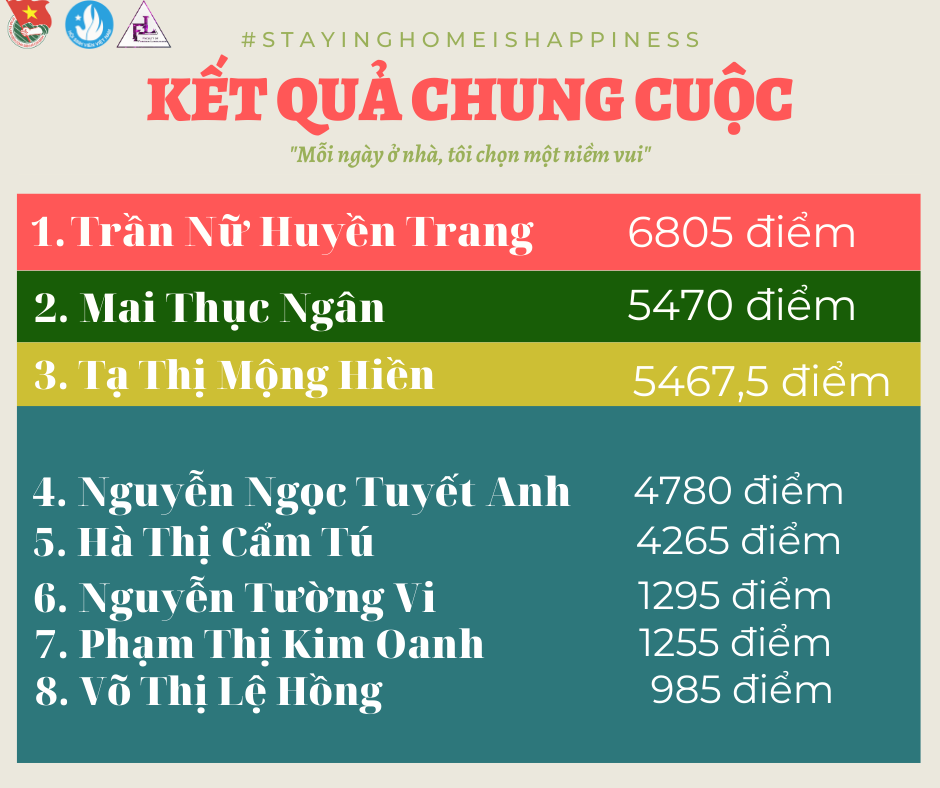 #STAYINGHOMEISHAPPINESS
KẾT QUẢ CHUNG CUỘC
"Mỗi ngày ở nhà, tôi chọn một niềm vui"
1. Trần Nữ Huyền Trang 6805 điểm
2. Mai Thục Ngân 5470 điểm
3. Tạ Thị Mộng Hiền 5467,5 điểm
4. Nguyễn Ngọc Tuyết Anh 4780 điểm
5. Hà Thị Cẩm Tú 4265 điểm
6. Nguyễn Tường Vi 1295 điểm
7. Phạm Thị Kim Oanh 1255 điểm
8. Võ Thị Lệ Hồng 985 điểm